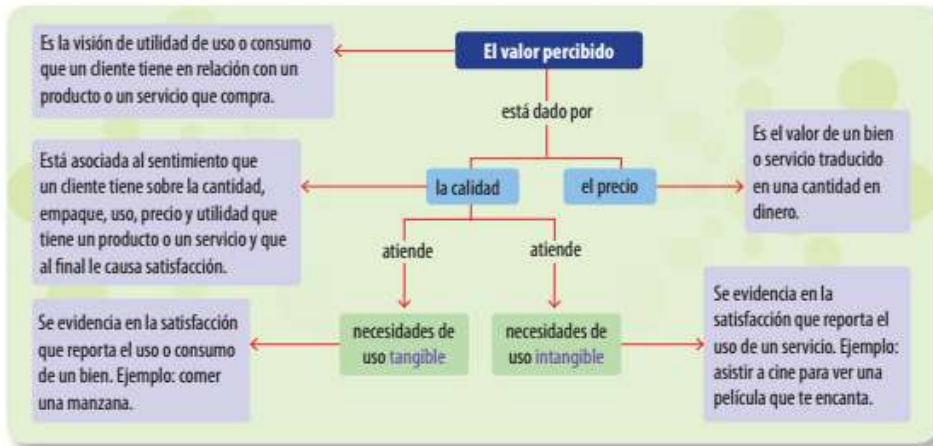 Es la visión de utilidad de uso o consumo
que un cliente tiene en relación con un
producto o un servicio que compra.
El valor percibido
está dado por
Está asociada al sentimiento que
un cliente tiene sobre la cantidad,
empaque, uso, precio y utilidad que
tiene un producto o un servicio y que
al final le causa satisfacción.
la calidad
el precio
Es el valor de un bien
o servicio traducido
en una cantidad en
dinero.
atiende
atiende
Se evidencia en la satisfacción
que reporta el uso o consumo
de un bien. Ejemplo: comer
una manzana.
necesidades de
uso tangible
necesidades de
uso intangible
Se evidencia en la
satisfacción que reporta el
uso de un servicio. Ejemplo:
asistir a cine para ver una
película que te encanta.